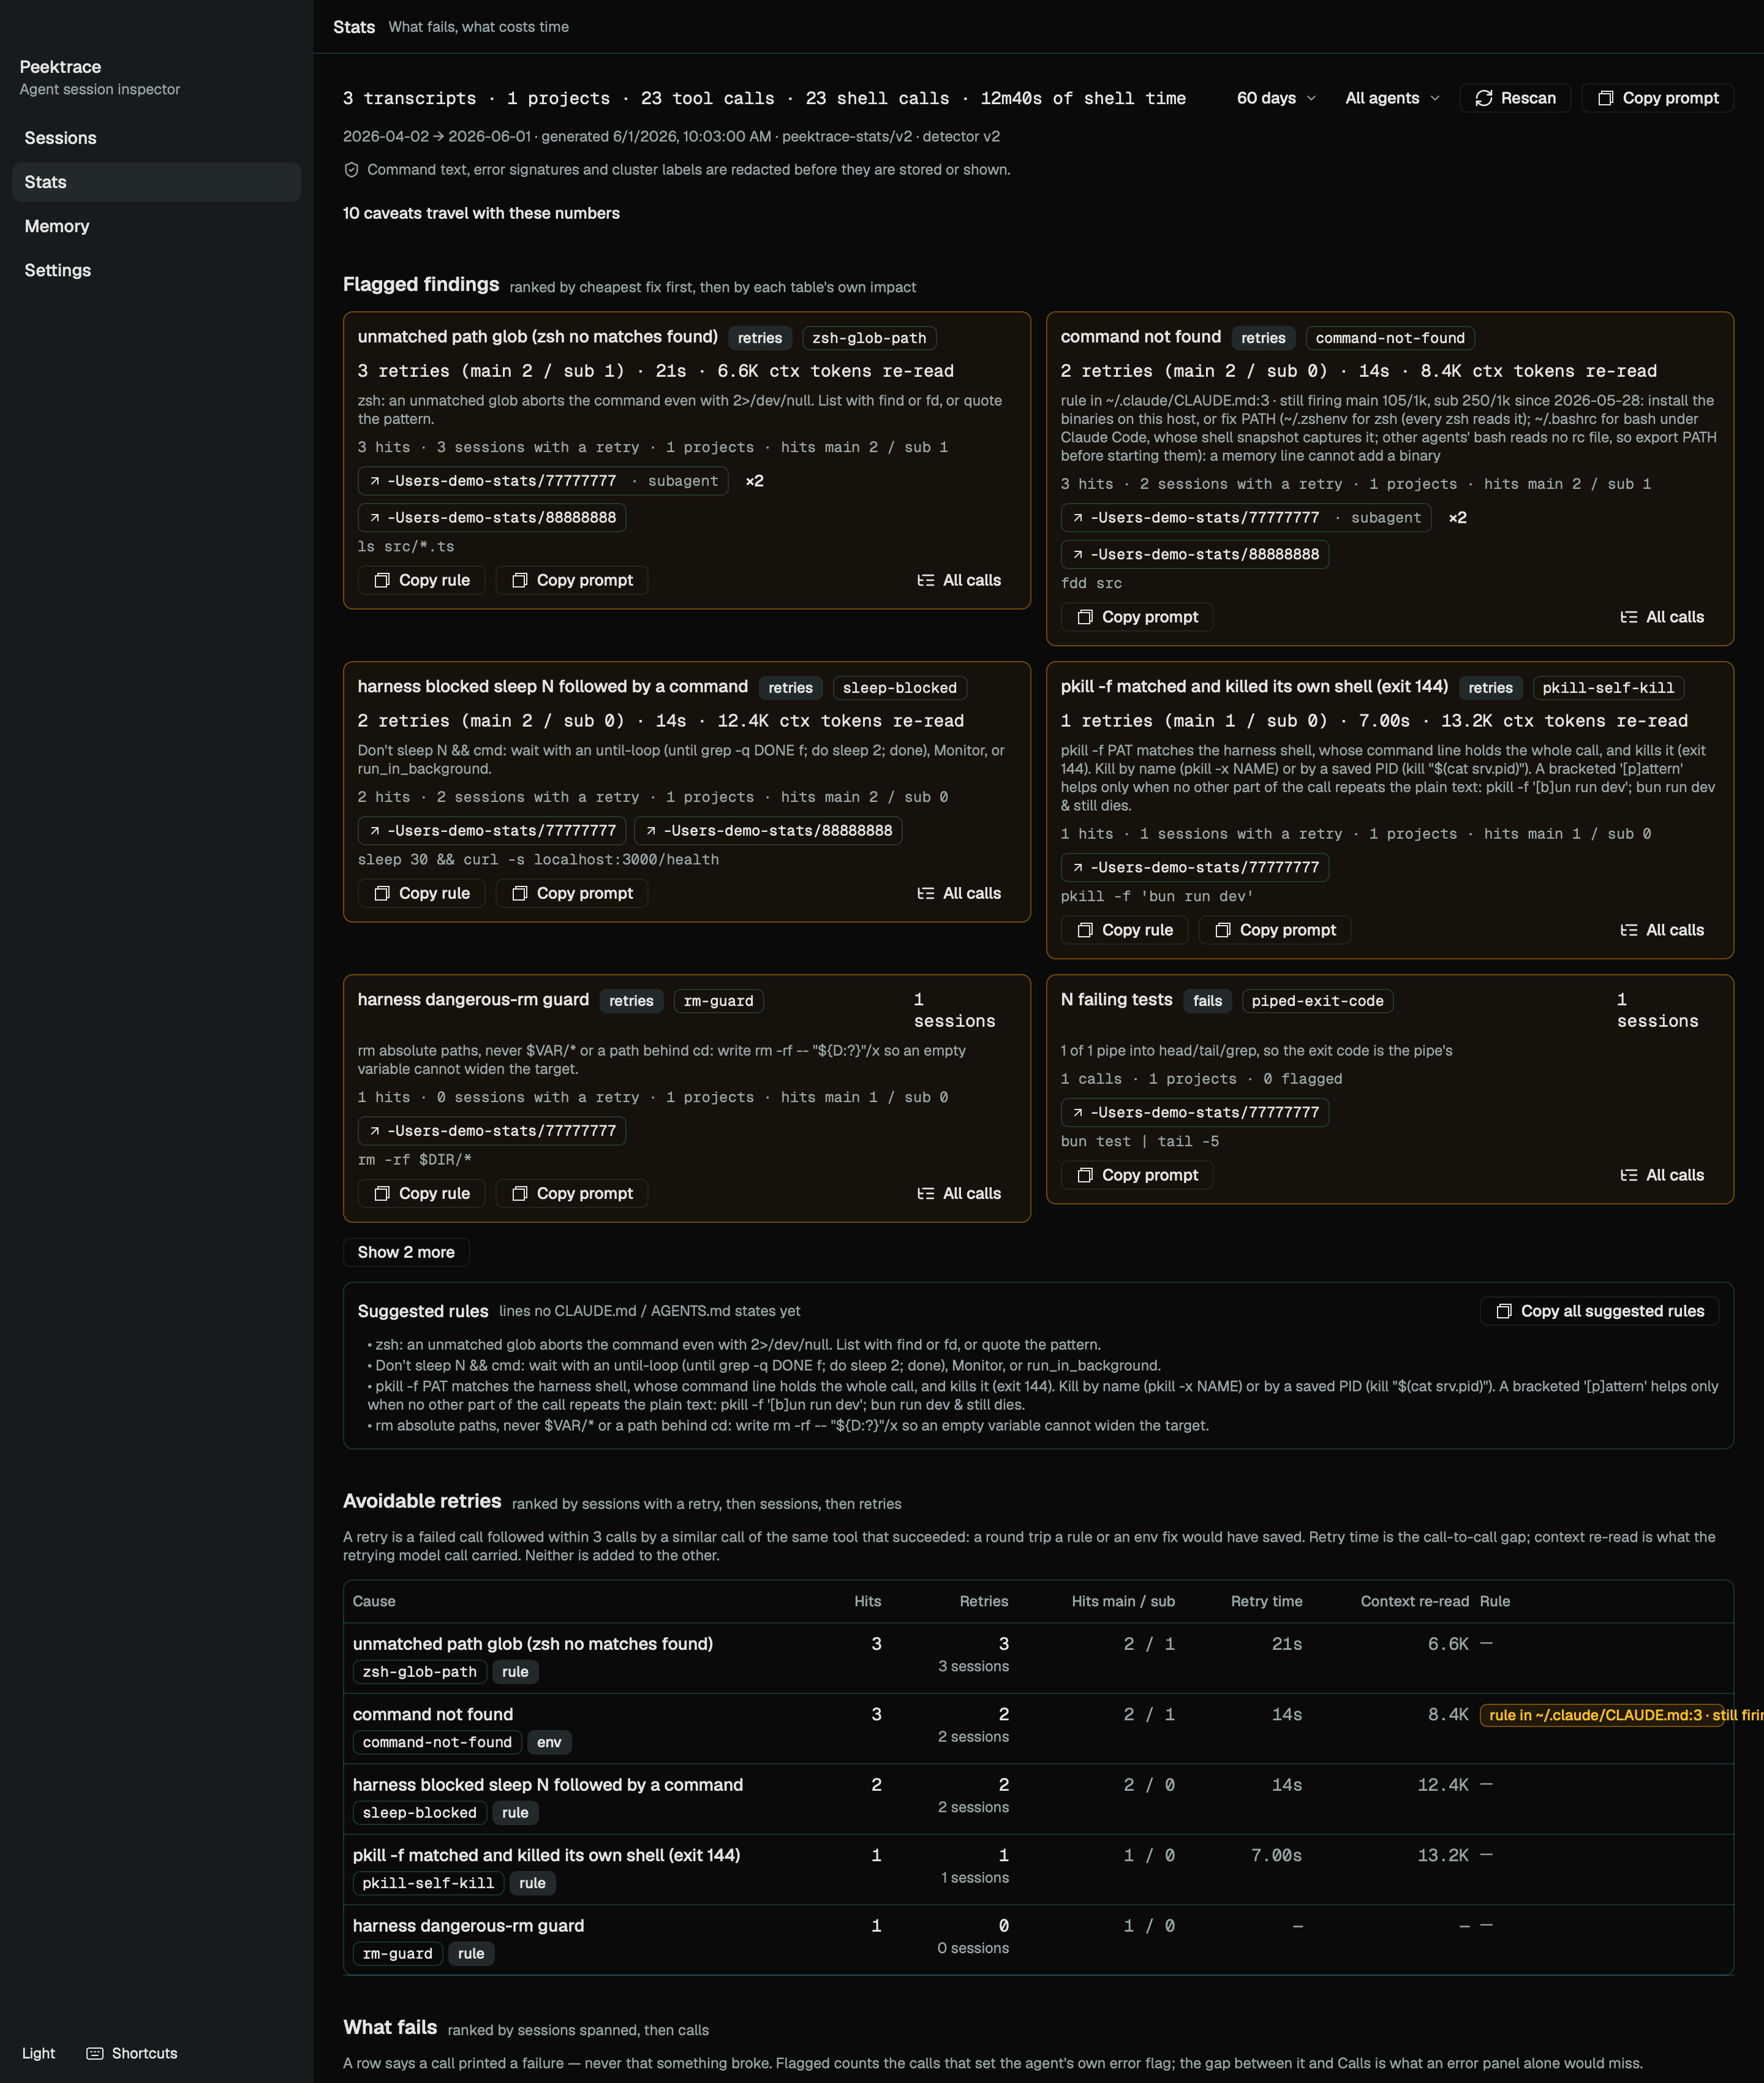 Stats What fails, what costs time
Peektrace
Agent session inspector
Sessions
Stats
Memory
Settings
3 transcripts · 1 projects · 23 tool calls · 23 shell calls · 12m40s of shell time
60 days All agents Rescan Copy prompt
2026-04-02 → 2026-06-01 · generated 6/1/2026, 10:03:00 AM · peektrace-stats/v2 · detector v2
Command text, error signatures and cluster labels are redacted before they are stored or shown.
10 caveats travel with these numbers
Flagged findings ranked by cheapest fix first, then by each table's own impact
unmatched path glob (zsh no matches found) retries zsh-glob-path
3 retries (main 2 / sub 1) · 21s · 6.6K ctx tokens re-read
zsh: an unmatched glob aborts the command even with 2>/dev/null. List with find or fd, or quote
the pattern.
3 hits · 3 sessions with a retry · 1 projects · hits main 2 / sub 1
-Users-demo-stats/77777777 · subagent ×2
-Users-demo-stats/88888888
ls src/*.ts
Copy rule Copy prompt All calls
command not found retries command-not-found
2 retries (main 2 / sub 0) · 14s · 8.4K ctx tokens re-read
rule in ~/.claude/CLAUDE.md:3 · still firing main 105/1k, sub 250/1k since 2026-05-28: install the
binaries on this host, or fix PATH (~/.zshenv for zsh (every zsh reads it); ~/.bashrc for bash under
Claude Code, whose shell snapshot captures it; other agents' bash reads no rc file, so export PATH
before starting them): a memory line cannot add a binary
3 hits · 2 sessions with a retry · 1 projects · hits main 2 / sub 1
-Users-demo-stats/77777777 · subagent ×2
-Users-demo-stats/88888888
fdd src
Copy prompt All calls
harness blocked sleep N followed by a command retries sleep-blocked
2 retries (main 2 / sub 0) · 14s · 12.4K ctx tokens re-read
Don't sleep N && cmd: wait with an until-loop (until grep -q DONE f; do sleep 2; done), Monitor, or
run_in_background.
2 hits · 2 sessions with a retry · 1 projects · hits main 2 / sub 0
-Users-demo-stats/77777777 -Users-demo-stats/88888888
sleep 30 && curl -s localhost:3000/health
Copy rule Copy prompt All calls
pkill -f matched and killed its own shell (exit 144) retries pkill-self-kill
1 retries (main 1 / sub 0) · 7.00s · 13.2K ctx tokens re-read
pkill -f PAT matches the harness shell, whose command line holds the whole call, and kills it (exit
144). Kill by name (pkill -x NAME) or by a saved PID (kill "$(cat srv.pid)"). A bracketed '[p]attern'
helps only when no other part of the call repeats the plain text: pkill -f '[b]un run dev'; bun run dev
& still dies.
1 hits · 1 sessions with a retry · 1 projects · hits main 1 / sub 0
-Users-demo-stats/77777777
pkill -f 'bun run dev'
Copy rule Copy prompt All calls
harness dangerous-rm guard retries rm-guard 1
sessions
rm absolute paths, never $VAR/* or a path behind cd: write rm -rf -- "${D:?}"/x so an empty
variable cannot widen the target.
1 hits · 0 sessions with a retry · 1 projects · hits main 1 / sub 0
-Users-demo-stats/77777777
rm -rf $DIR/*
Copy rule Copy prompt All calls
N failing tests fails piped-exit-code 1
sessions
1 of 1 pipe into head/tail/grep, so the exit code is the pipe's
1 calls · 1 projects · 0 flagged
-Users-demo-stats/77777777
bun test | tail -5
Copy prompt All calls
Show 2 more
Suggested rules lines no CLAUDE.md / AGENTS.md states yet Copy all suggested rules
• zsh: an unmatched glob aborts the command even with 2>/dev/null. List with find or fd, or quote the pattern.
• Don't sleep N && cmd: wait with an until-loop (until grep -q DONE f; do sleep 2; done), Monitor, or run_in_background.
• pkill -f PAT matches the harness shell, whose command line holds the whole call, and kills it (exit 144). Kill by name (pkill -x NAME) or by a saved PID (kill "$(cat srv.pid)"). A bracketed '[p]attern' helps only
when no other part of the call repeats the plain text: pkill -f '[b]un run dev'; bun run dev & still dies.
• rm absolute paths, never $VAR/* or a path behind cd: write rm -rf -- "${D:?}"/x so an empty variable cannot widen the target.
Avoidable retries ranked by sessions with a retry, then sessions, then retries
A retry is a failed call followed within 3 calls by a similar call of the same tool that succeeded: a round trip a rule or an env fix would have saved. Retry time is the call-to-call gap; context re-read is what the
retrying model call carried. Neither is added to the other.
Cause Hits Retries Hits main / sub Retry time Context re-read Rule
unmatched path glob (zsh no matches found) 3 3 2 / 1 21s 6.6K —
zsh-glob-path rule 3 sessions
command not found 3 2 2 / 1 14s 8.4K rule in ~/.claude/CLAUDE.md:3 · still firin
command-not-found env 2 sessions
harness blocked sleep N followed by a command 2 2 2 / 0 14s 12.4K —
sleep-blocked rule 2 sessions
pkill -f matched and killed its own shell (exit 144) 1 1 1 / 0 7.00s 13.2K —
pkill-self-kill rule 1 sessions
harness dangerous-rm guard 1 0 1 / 0 — — —
rm-guard rule 0 sessions
What fails ranked by sessions spanned, then calls
A row says a call printed a failure — never that something broke. Flagged counts the calls that set the agent's own error flag; the gap between it and Calls is what an error panel alone would miss.
Light Shortcuts